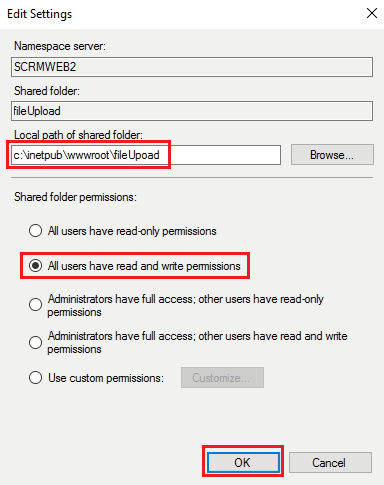 Edit Settings
Namespace server:
SCRMWEB2
Shared folder:
fileUpload
Local path of shared folder:
c:\inetpub\wwwroot\fileUpoad
Browse...
Shared folder permissions:
All users have read-only permissions
All users have read and write permissions
Administrators have full access; other users have read-only
permissions
Administrators have full access; other users have read and write
permissions
Use custom permissions:
Customize...
OK
Cancel